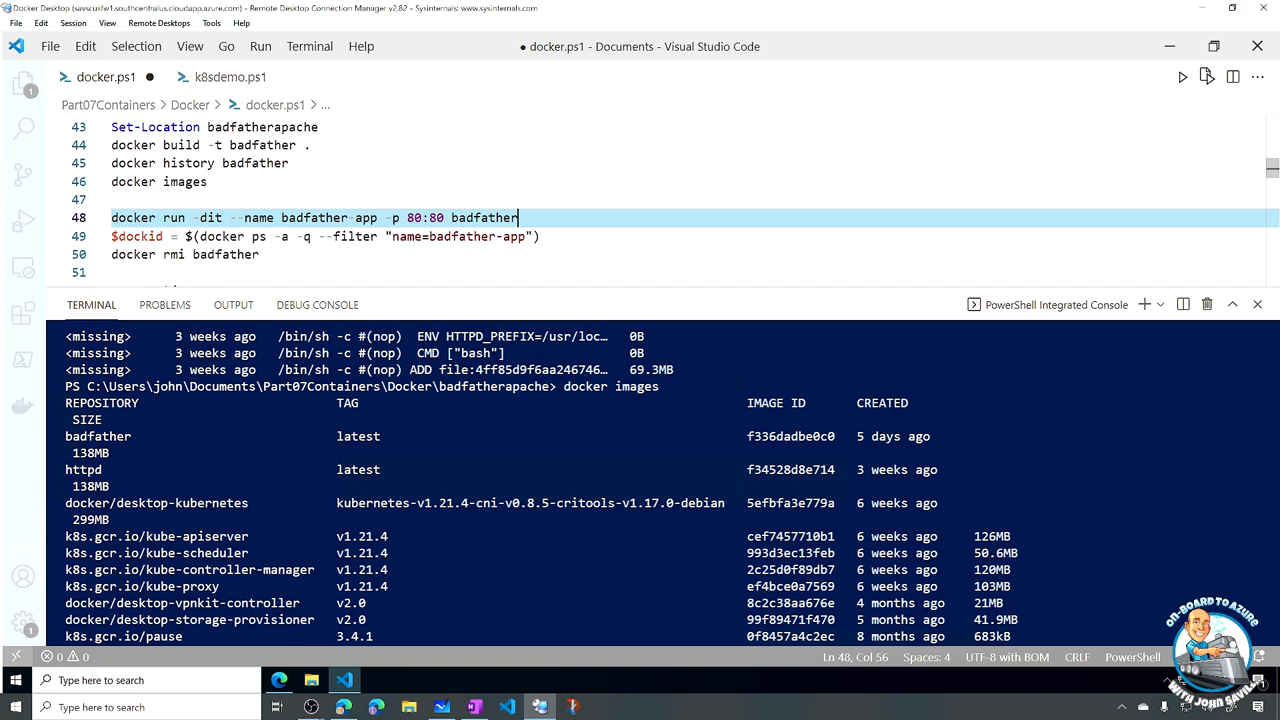 Docker Desktop (savscusfw1.southcentralus.cloudapp.azure.com) - Remote Desktop Connection Manager v2.82 - Sysinternals: www.sysinternals.com
File Edit Session View Remote Desktops Tools Help
File Edit Selection View Go Run Terminal Help
● docker.ps1 - Documents - Visual Studio Code
docker.ps1 ● k8sdemo.ps1
Part07Containers > Docker > docker.ps1 > ...
43 Set-Location badfatherapache
44 docker build -t badfather .
45 docker history badfather
46 docker images
47
48 docker run -dit --name badfather-app -p 80:80 badfather
49 $dockid = $(docker ps -a -q --filter "name=badfather-app")
50 docker rmi badfather
51
TERMINAL PROBLEMS OUTPUT DEBUG CONSOLE PowerShell Integrated Console
<missing> 3 weeks ago /bin/sh -c #(nop) ENV HTTPD_PREFIX=/usr/loc… 0B
<missing> 3 weeks ago /bin/sh -c #(nop) CMD ["bash"] 0B
<missing> 3 weeks ago /bin/sh -c #(nop) ADD file:4ff85d9f6aa246746… 69.3MB
PS C:\Users\john\Documents\Part07Containers\Docker\badfatherapache> docker images
REPOSITORY TAG IMAGE ID CREATED
SIZE
badfather latest f336dadbe0c0 5 days ago
138MB
httpd latest f34528d8e714 3 weeks ago
138MB
docker/desktop-kubernetes kubernetes-v1.21.4-cni-v0.8.5-critools-v1.17.0-debian 5efbfa3e779a 6 weeks ago
299MB
k8s.gcr.io/kube-apiserver v1.21.4 cef7457710b1 6 weeks ago 126MB
k8s.gcr.io/kube-scheduler v1.21.4 993d3ec13feb 6 weeks ago 50.6MB
k8s.gcr.io/kube-controller-manager v1.21.4 2c25d0f89db7 6 weeks ago 120MB
k8s.gcr.io/kube-proxy v1.21.4 ef4bce0a7569 6 weeks ago 103MB
docker/desktop-vpnkit-controller v2.0 8c2c38aa676e 4 months ago 21MB
docker/desktop-storage-provisioner v2.0 99f89471f470 5 months ago 41.9MB
k8s.gcr.io/pause 3.4.1 0f8457a4c2ec 8 months ago 683kB
0 0 Ln 48, Col 56 Spaces: 4 UTF-8 with BOM CRLF PowerShell
ON-BOARD TO AZURE
WITH JOHN SAVILL
Type here to search
Type here to search